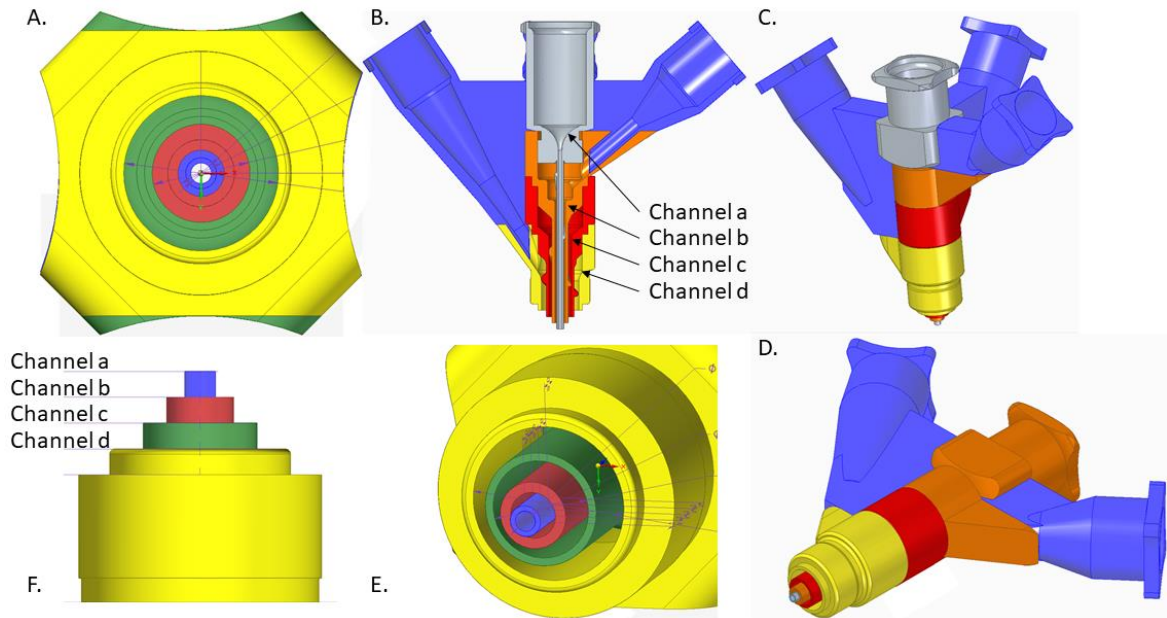 A.
B.
C.
Channel a
Channel b
Channel c
Channel d
D.
Channel a
Channel b
Channel c
Channel d
F.
E.